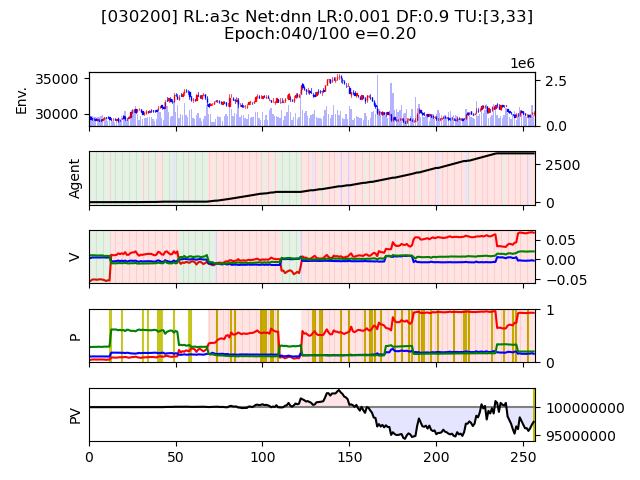 [030200] RL:a3c Net:dnn LR:0.001 DF:0.9 TU:[3,33]
Epoch:040/100 e=0.20
1e6
Env.
35000
30000
2.5
0.0
Agent
2500
0
V
0.05
0.00
−0.05
P
1
0
PV
100000000
95000000
0
50
100
150
200
250